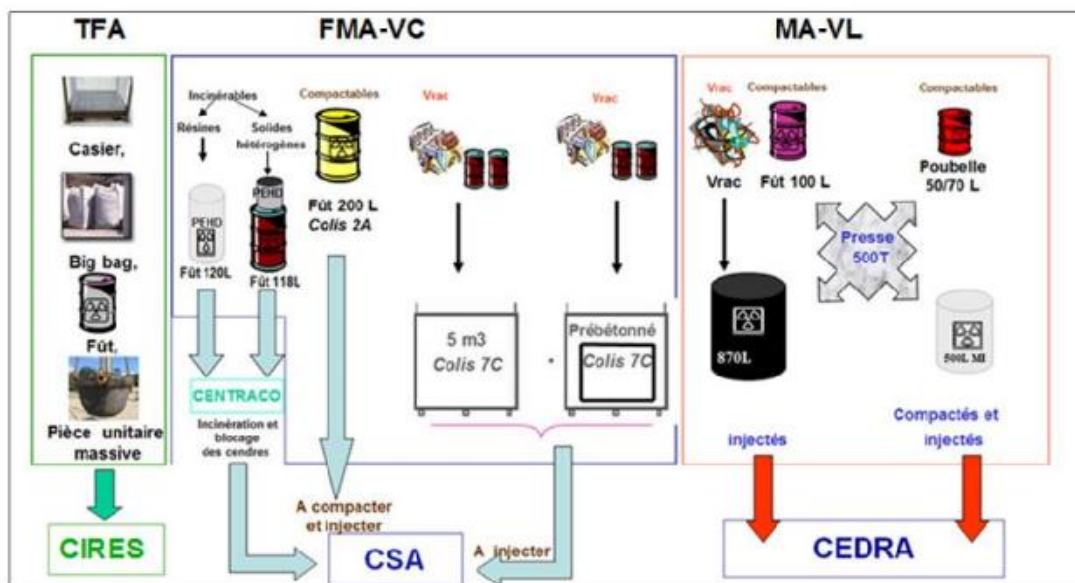 TFA
FMA-VC
MA-VL
Casier,
Big bag,
Fût,
Pièce unitaire
massive
CIRES
Incinérables
Résines
Solides
hétérogènes
PEHD
PEHD
Fût 120L
Fût 118L
CENTRACO
Incinération et
blocage
des cendres
Compactables
Fût 200 L
Colis 2A
A compacter
et injecter
Vrac
Vrac
5 m3
Colis 7C
Prébétonné
Colis 7C
A injecter
CSA
Vrac
Compactables
Vrac
Fût 100 L
870L
injectés
Compactables
Poubelle
50/70 L
Presse
500T
500L MI
Compactés et
injectés
CEDRA